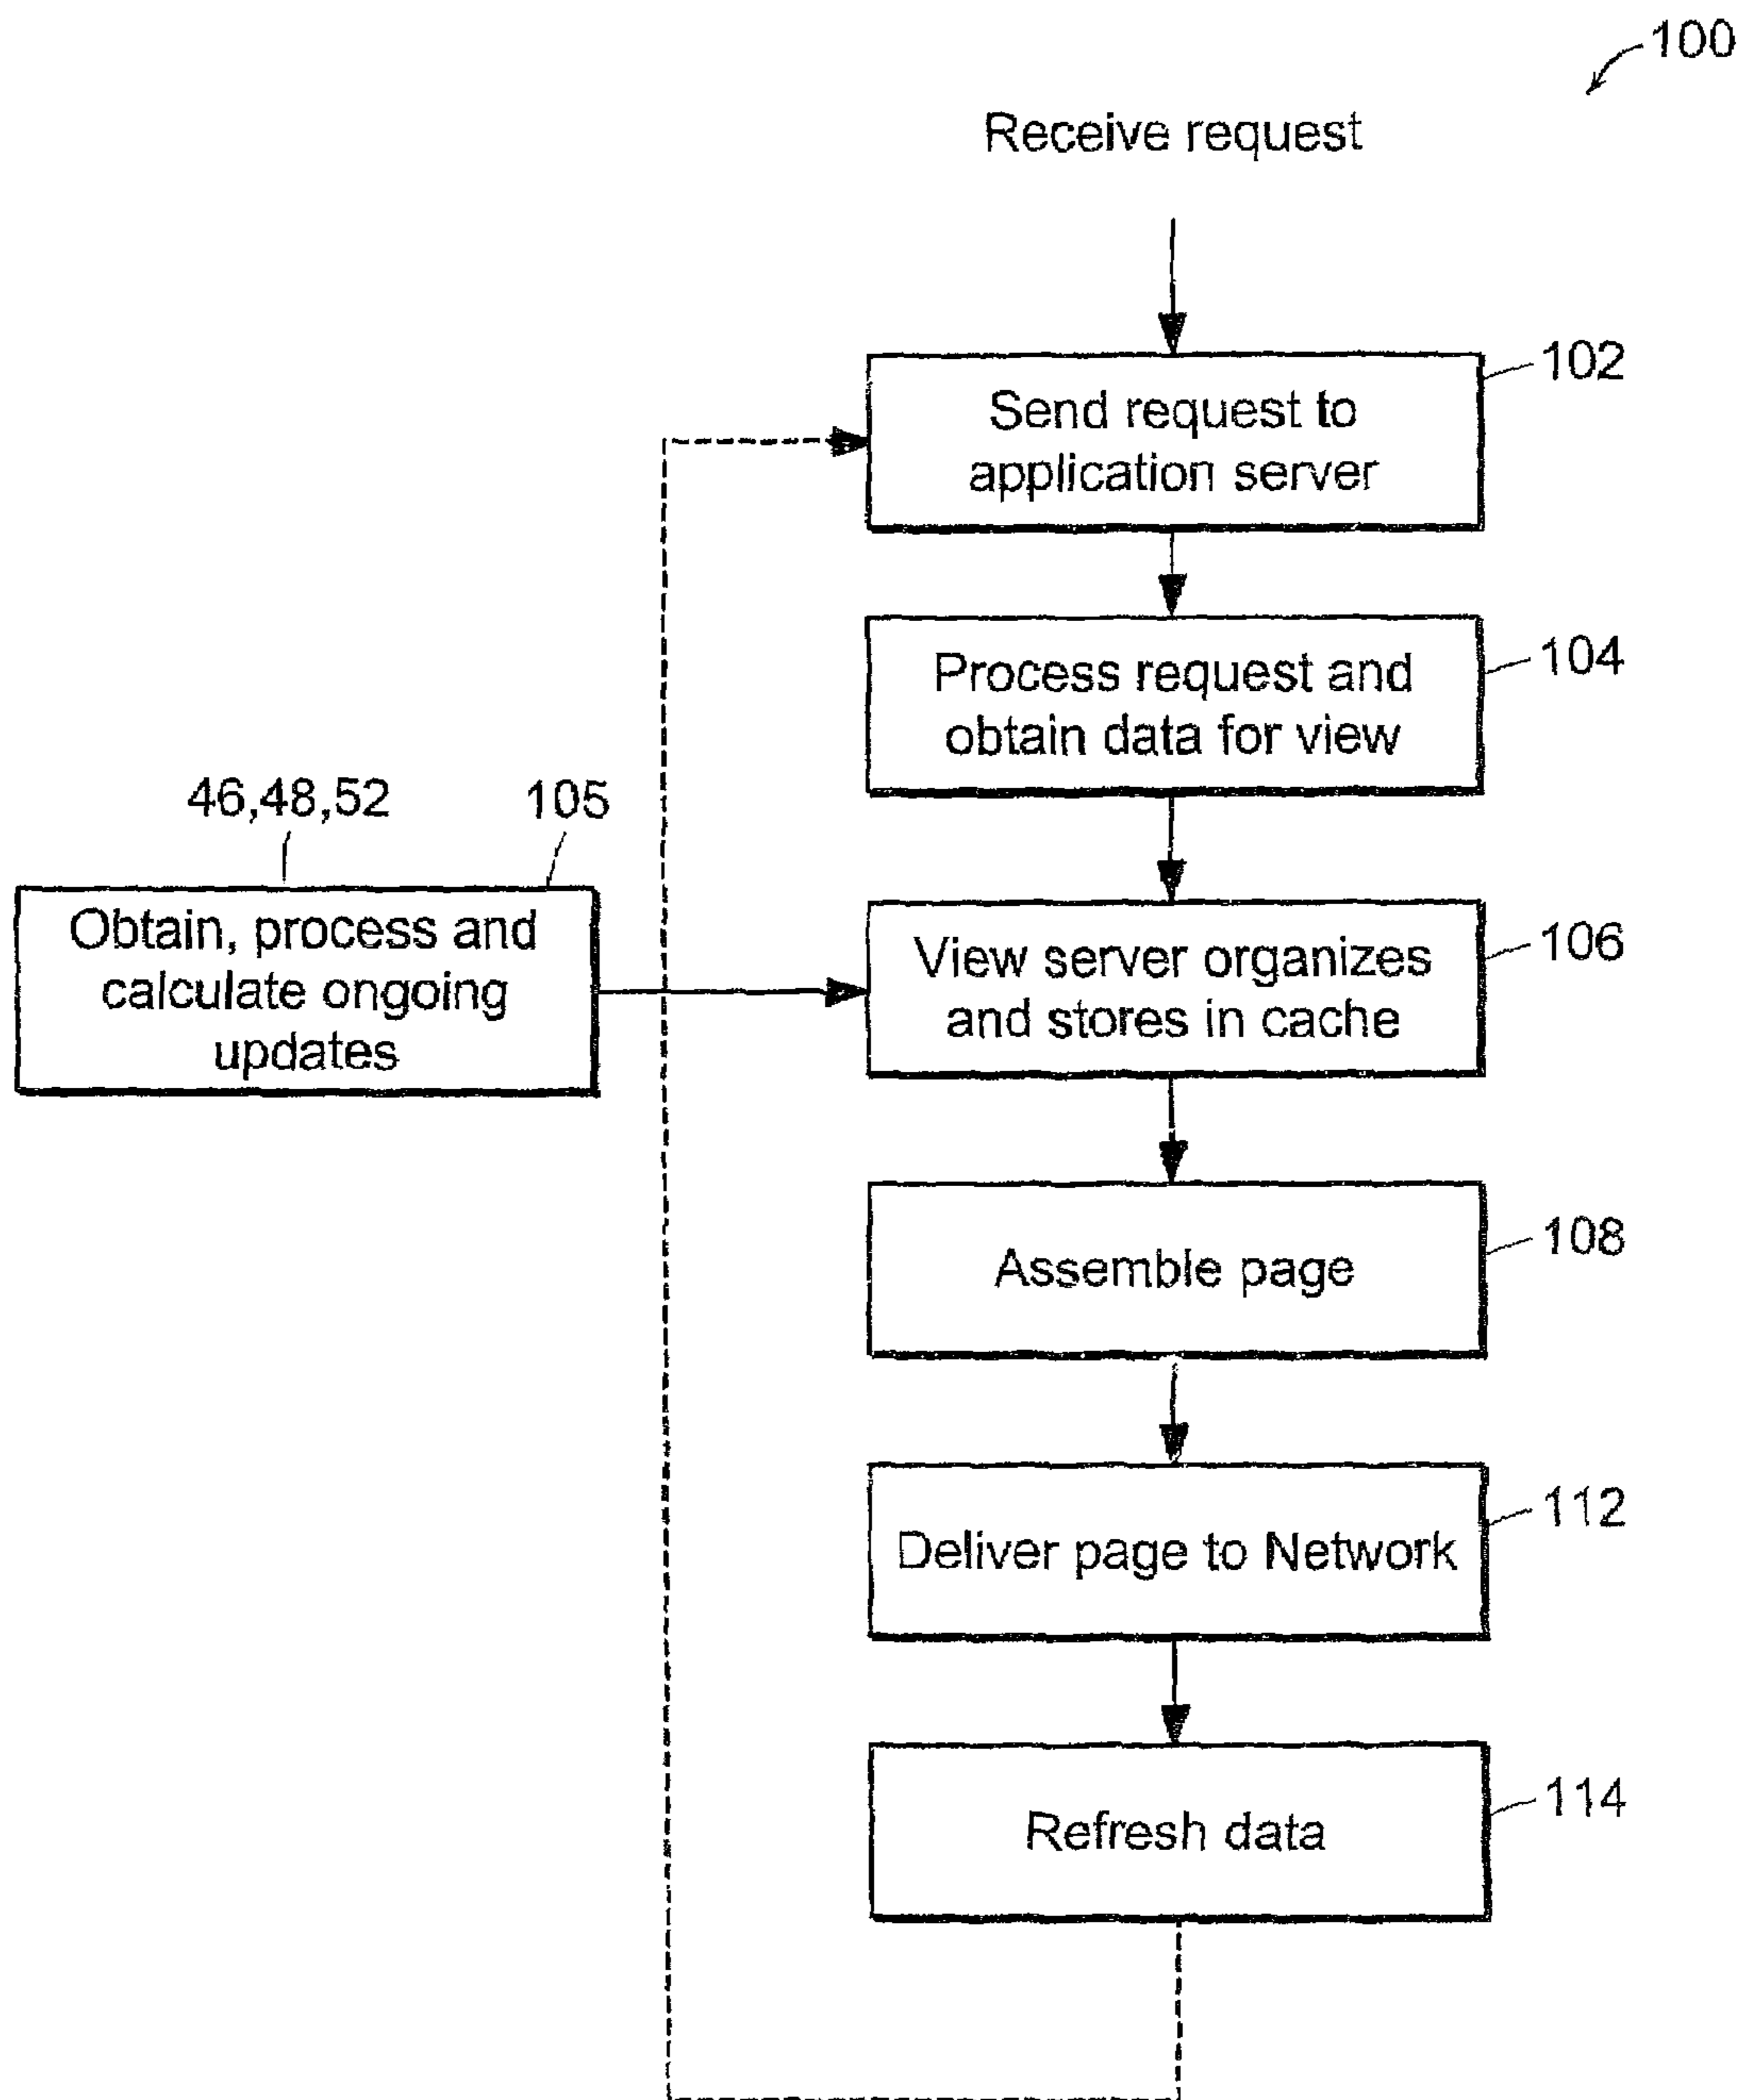 100
Receive request
102
Send request to
application server
104
Process request and
obtain data for view
46,48,52
105
Obtain, process and
calculate ongoing
updates
106
View server organizes
and stores in cache
108
Assemble page
112
Deliver page to Network
114
Refresh data